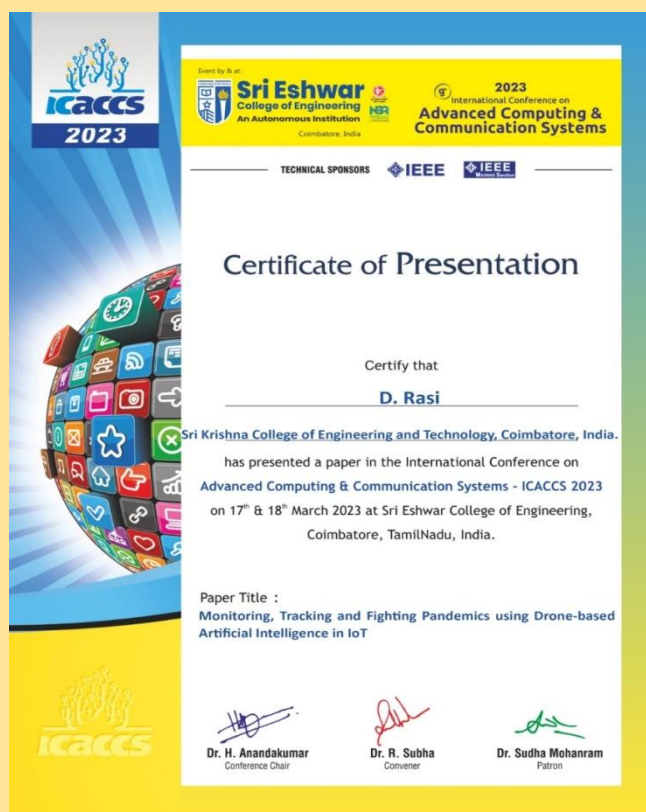 icaccs
2023
Event by & at :
Sri Eshwar
College of Engineering
An Autonomous Institution
Coimbatore, India
NBA
2023
International Conference on
Advanced Computing &
Communication Systems
TECHNICAL SPONSORS
IEEE
IEEE
Madras Section
Certificate of Presentation
Certify that
D. Rasi
Sri Krishna College of Engineering and Technology, Coimbatore, India.
has presented a paper in the International Conference on
Advanced Computing & Communication Systems - ICACCS 2023
on 17th & 18th March 2023 at Sri Eshwar College of Engineering,
Coimbatore, TamilNadu, India.
Paper Title :
Monitoring, Tracking and Fighting Pandemics using Drone-based
Artificial Intelligence in IoT
icaccs
Dr. H. Anandakumar
Conference Chair
Dr. R. Subha
Convener
Dr. Sudha Mohanram
Patron